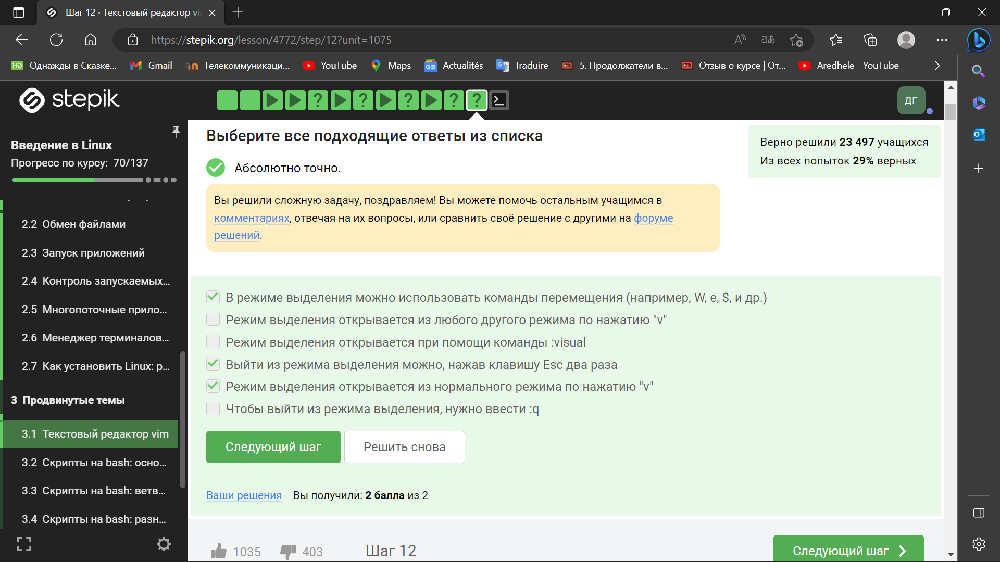 Шаг 12 · Текстовый редактор vi
https://stepik.org/lesson/4772/step/12?unit=1075
аあ
HD Однажды в Сказке...
Gmail
Телекоммуникаци...
YouTube
Maps
Actualités
Traduire
5. Продолжатели в...
Отзыв о курсе | От...
Aredhele - YouTube
stepik
? ? ? ? ?
ДГ
Введение в Linux
Прогресс по курсу: 70/137
2.2 Обмен файлами
2.3 Запуск приложений
2.4 Контроль запускаемых...
2.5 Многопоточные прило...
2.6 Менеджер терминалов...
2.7 Как установить Linux: р...
3 Продвинутые темы
3.1 Текстовый редактор vim
3.2 Скрипты на bash: осно...
3.3 Скрипты на bash: ветв...
3.4 Скрипты на bash: разн...
Выберите все подходящие ответы из списка
Верно решили 23 497 учащихся
Из всех попыток 29% верных
Абсолютно точно.
Вы решили сложную задачу, поздравляем! Вы можете помочь остальным учащимся в
комментариях, отвечая на их вопросы, или сравнить своё решение с другими на форуме
решений.
В режиме выделения можно использовать команды перемещения (например, W, e, $, и др.)
Режим выделения открывается из любого другого режима по нажатию "v"
Режим выделения открывается при помощи команды :visual
Выйти из режима выделения можно, нажав клавишу Esc два раза
Режим выделения открывается из нормального режима по нажатию "v"
Чтобы выйти из режима выделения, нужно ввести :q
Следующий шаг
Решить снова
Ваши решения Вы получили: 2 балла из 2
1035
403
Шаг 12
Следующий шаг